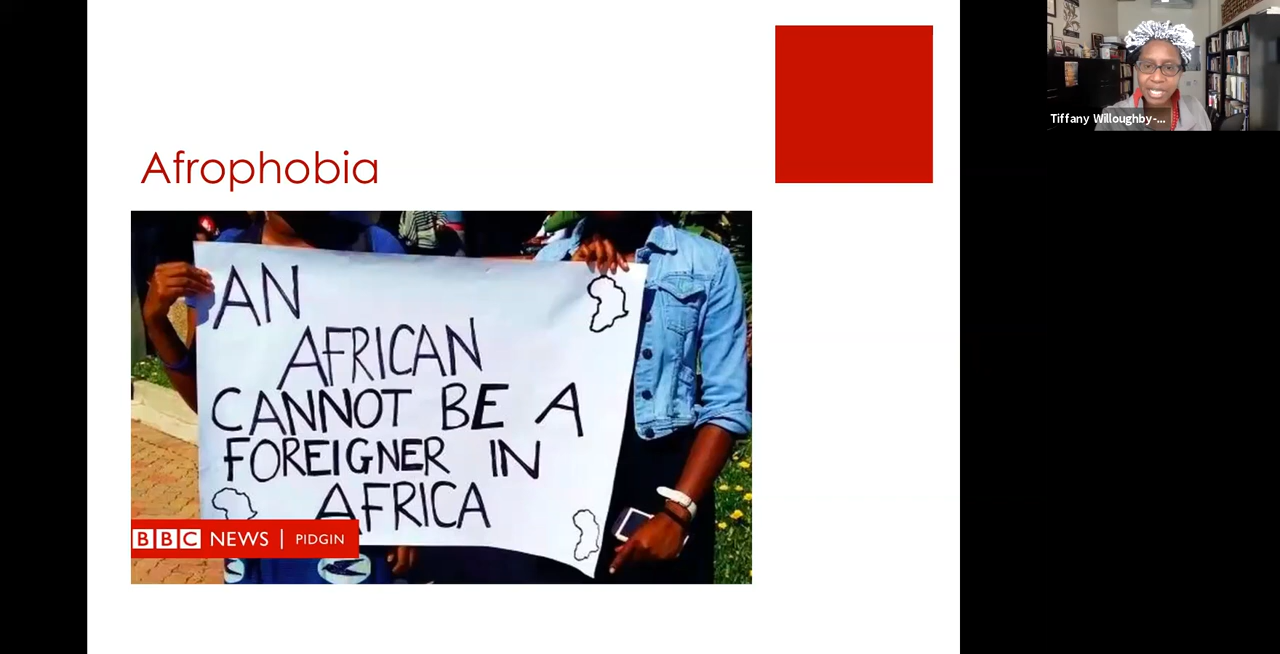 Afrophobia
AN
AFRICAN
CANNOT BE A
FOREIGNER IN
AFRICA
BBC NEWS | PIDGIN
Tiffany Willoughby-...